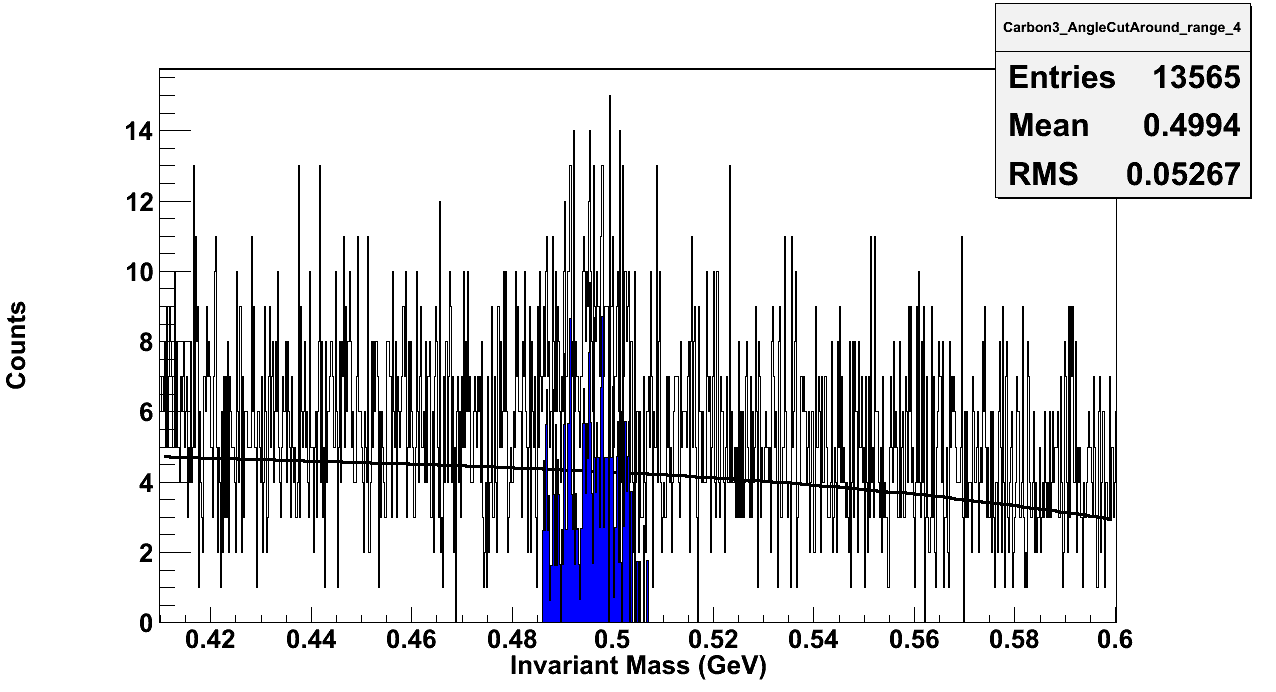 Carbon3_AngleCutAround_range_4
Entries 13565
Mean 0.4994
RMS 0.05267
Counts
14
12
10
8
6
4
2
0
0.42 0.44 0.46 0.48 0.5 0.52 0.54 0.56 0.58 0.6
Invariant Mass (GeV)